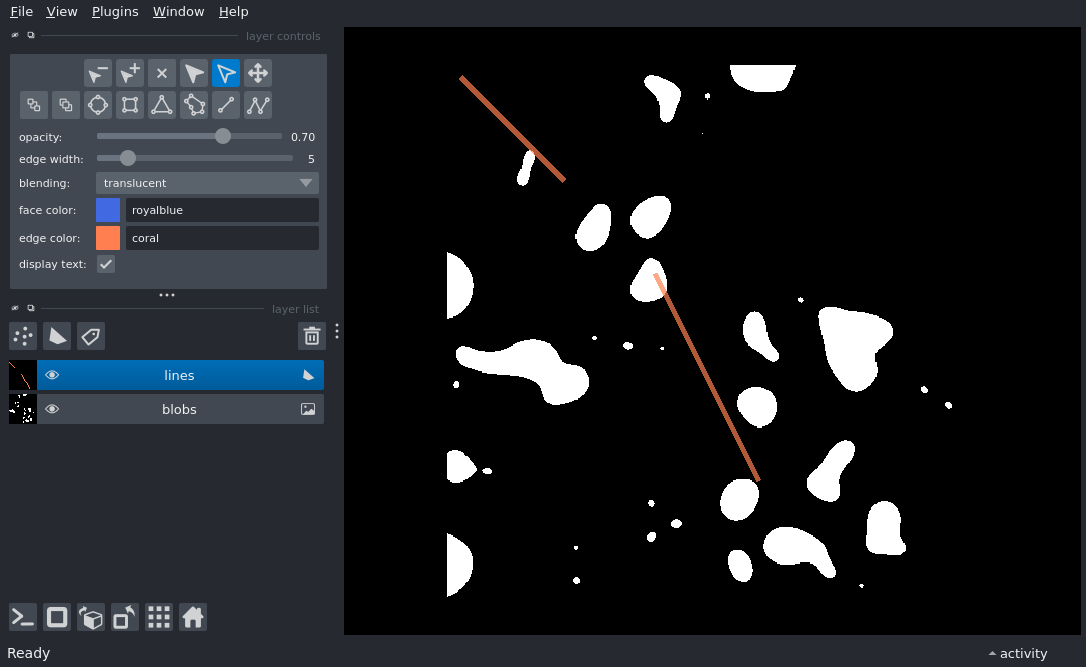 File View Plugins Window Help
layer controls
opacity: 0.70
edge width: 5
blending: translucent
face color: royalblue
edge color: coral
display text:
layer list
lines
blobs
Ready
activity